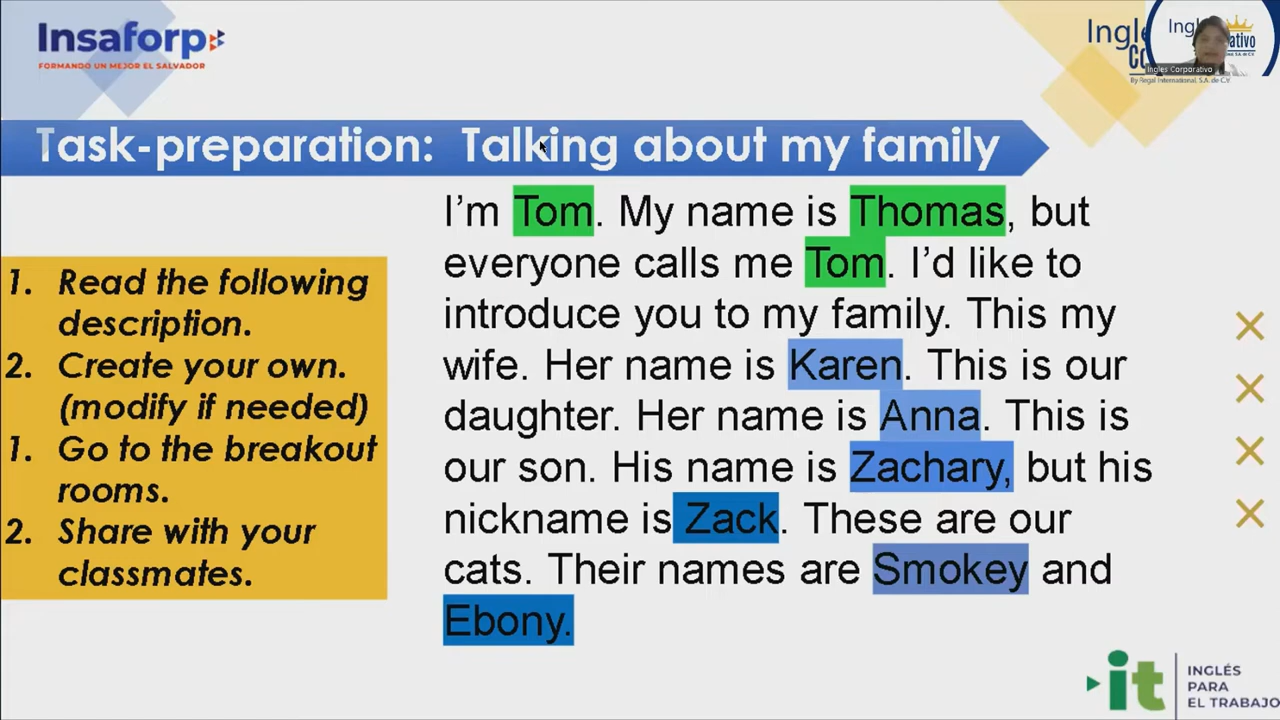 Insaforp
FORMANDO UN MEJOR EL SALVADOR
Ingles Corporativo
By Regal International, S.A. de C.V.
Task-preparation: Talking about my family
1. Read the following
description.
2. Create your own.
(modify if needed)
1. Go to the breakout
rooms.
2. Share with your
classmates.
I’m Tom. My name is Thomas, but
everyone calls me Tom. I’d like to
introduce you to my family. This my
wife. Her name is Karen. This is our
daughter. Her name is Anna. This is
our son. His name is Zachary, but his
nickname is Zack. These are our
cats. Their names are Smokey and
Ebony.
it
INGLÉS
PARA
EL TRABAJO